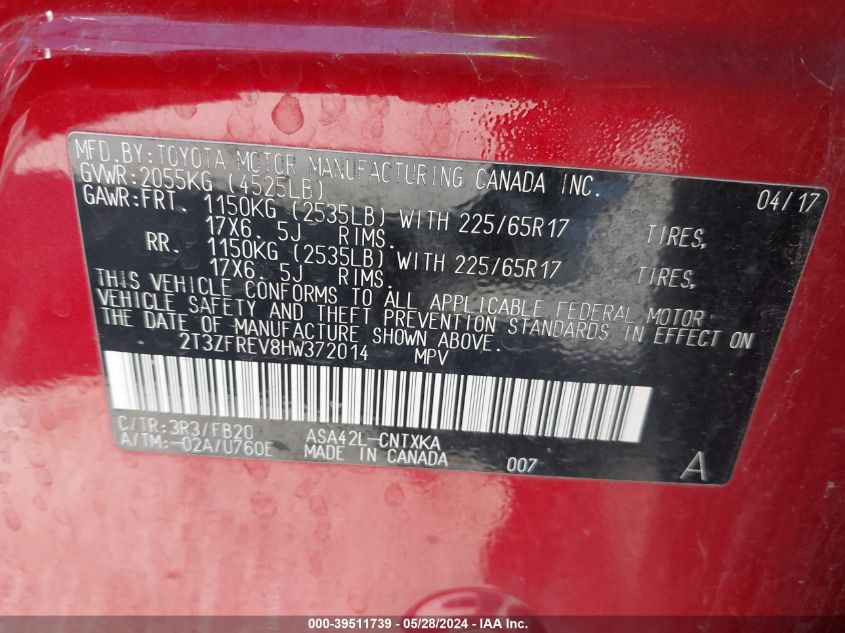 MFD.BY:TOYOTA MOTOR MANUFACTURING CANADA INC.
GVWR:2055KG (4525LB) 04/17
GAWR:FRT. 1150KG (2535LB) WITH 225/65R17 TIRES,
17X6.5J RIMS.
RR. 1150KG (2535LB) WITH 225/65R17 TIRES,
17X6.5J RIMS.
THIS VEHICLE CONFORMS TO ALL APPLICABLE FEDERAL MOTOR
VEHICLE SAFETY AND THEFT PREVENTION STANDARDS IN EFFECT ON
THE DATE OF MANUFACTURE SHOWN ABOVE.
2T3ZFREV8HW372014 MPV
C/TR:3R3/FB20 ASA42L-CNTXKA
A/TM:-02A/U760E MADE IN CANADA 007 A
000-39511739 - 05/28/2024 - IAA Inc.